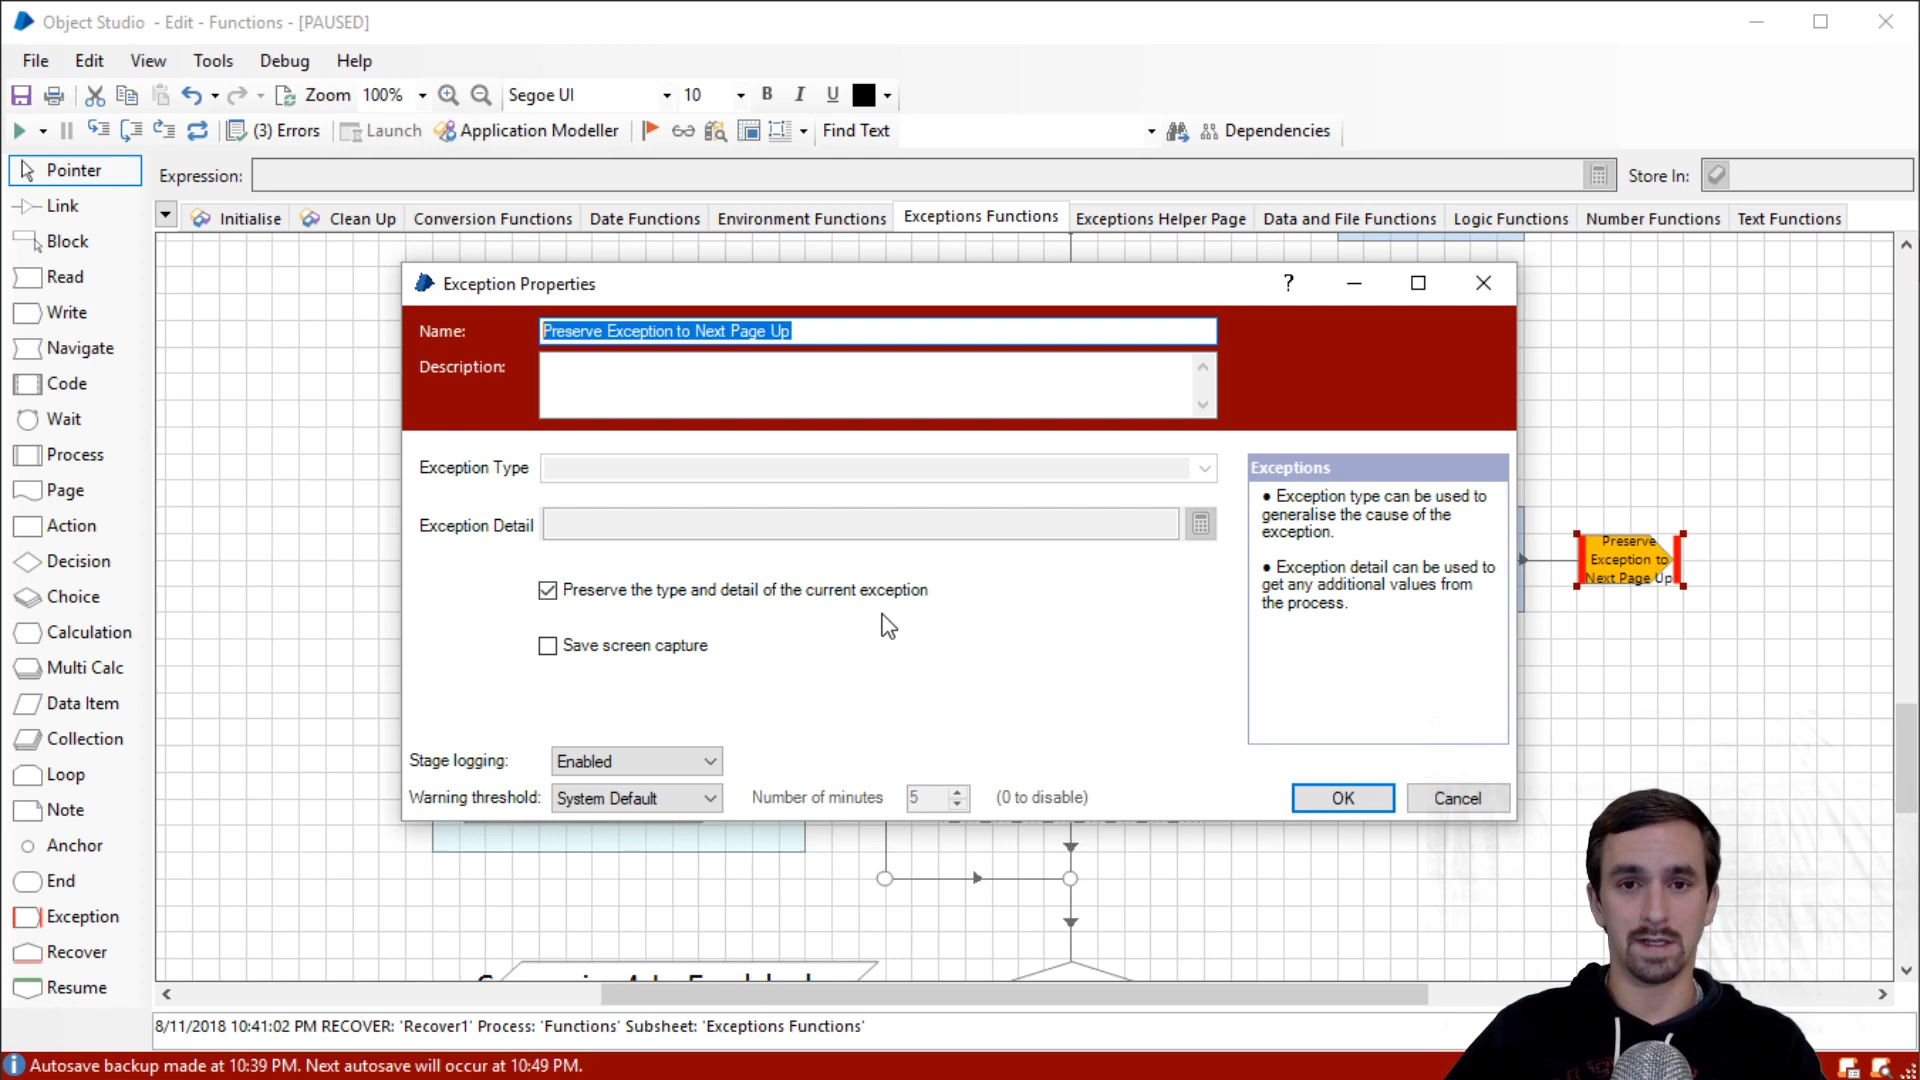 Object Studio - Edit - Functions - [PAUSED]
File Edit View Tools Debug Help
Zoom 100% Segoe UI 10 B I U
(3) Errors Launch Application Modeller Find Text Dependencies
Pointer
Expression: Store In:
Link
Initialise Clean Up Conversion Functions Date Functions Environment Functions Exceptions Functions Exceptions Helper Page Data and File Functions Logic Functions Number Functions Text Functions
Block
Read
Write
Navigate
Code
Wait
Process
Page
Action
Decision
Choice
Calculation
Multi Calc
Data Item
Collection
Loop
Note
Anchor
End
Exception
Recover
Resume
Exception Properties
?
Name: Preserve Exception to Next Page Up
Description:
Exception Type
Exception Detail
Preserve the type and detail of the current exception
Save screen capture
Exceptions
● Exception type can be used to
generalise the cause of the
exception.
● Exception detail can be used to
get any additional values from
the process.
Stage logging: Enabled
Warning threshold: System Default Number of minutes 5 (0 to disable)
OK Cancel
Preserve
Exception to
Next Page Up
8/11/2018 10:41:02 PM RECOVER: 'Recover1' Process: 'Functions' Subsheet: 'Exceptions Functions'
Autosave backup made at 10:39 PM. Next autosave will occur at 10:49 PM.